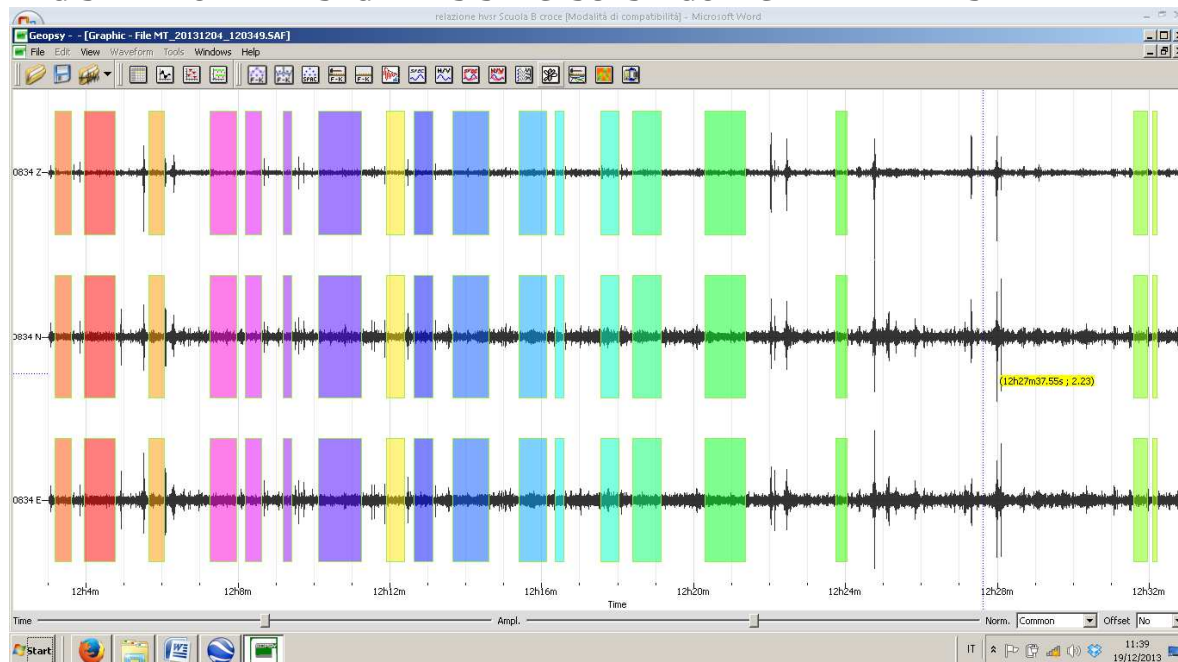 relazione hvsr Scuola B croce [Modalità di compatibilità] - Microsoft Word
Geopsy - - [Graphic - File MT_20131204_120349.SAF]
File Edit View Waveform Tools Windows Help
F-K F-K SPAC F-K F-K SPAC H/V H/V F-K
0834 Z
0834 N
(12h27m37.55s ; 2.23)
0834 E
12h4m 12h8m 12h12m 12h16m 12h20m 12h24m 12h28m 12h32m
Time
Time Ampl. Norm. Common Offset No
Start IT 11:39
19/12/2013